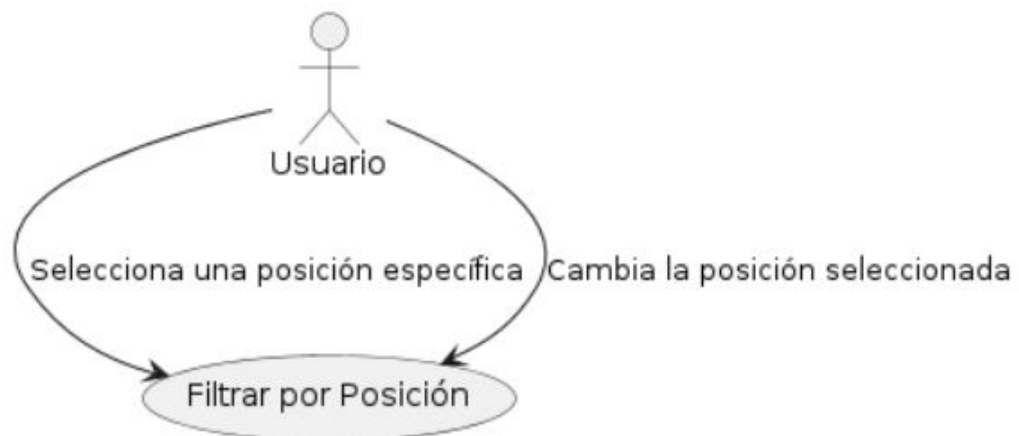 Usuario
Selecciona una posición específica
Cambia la posición seleccionada
Filtrar por Posición